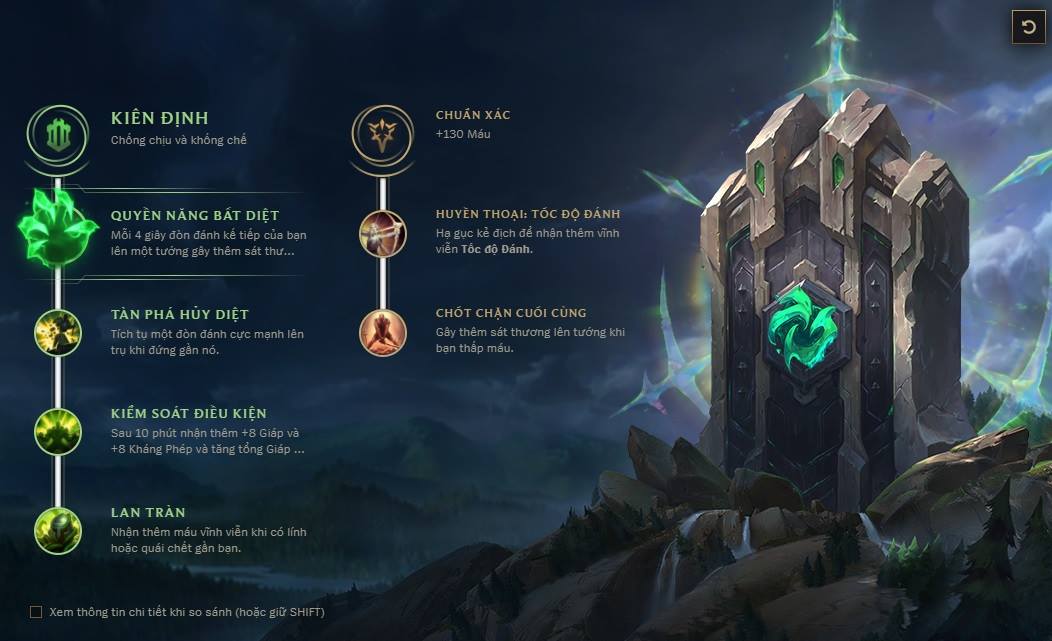 KIÊN ĐỊNH
Chống chịu và khống chế
QUYỀN NĂNG BẤT DIỆT
Mỗi 4 giây đòn đánh kế tiếp của bạn
lên một tướng gây thêm sát thư...
TÀN PHÁ HỦY DIỆT
Tích tụ một đòn đánh cực mạnh lên
trụ khi đứng gần nó.
KIỂM SOÁT ĐIỀU KIỆN
Sau 10 phút nhận thêm +8 Giáp và
+8 Kháng Phép và tăng tổng Giáp ...
LAN TRÀN
Nhận thêm máu vĩnh viễn khi có lính
hoặc quái chết gần bạn.
CHUẨN XÁC
+130 Máu
HUYỀN THOẠI: TỐC ĐỘ ĐÁNH
Hạ gục kẻ địch để nhận thêm vĩnh
viễn Tốc độ Đánh.
CHỐT CHẶN CUỐI CÙNG
Gây thêm sát thương lên tướng khi
bạn thấp máu.
Xem thông tin chi tiết khi so sánh (hoặc giữ SHIFT)